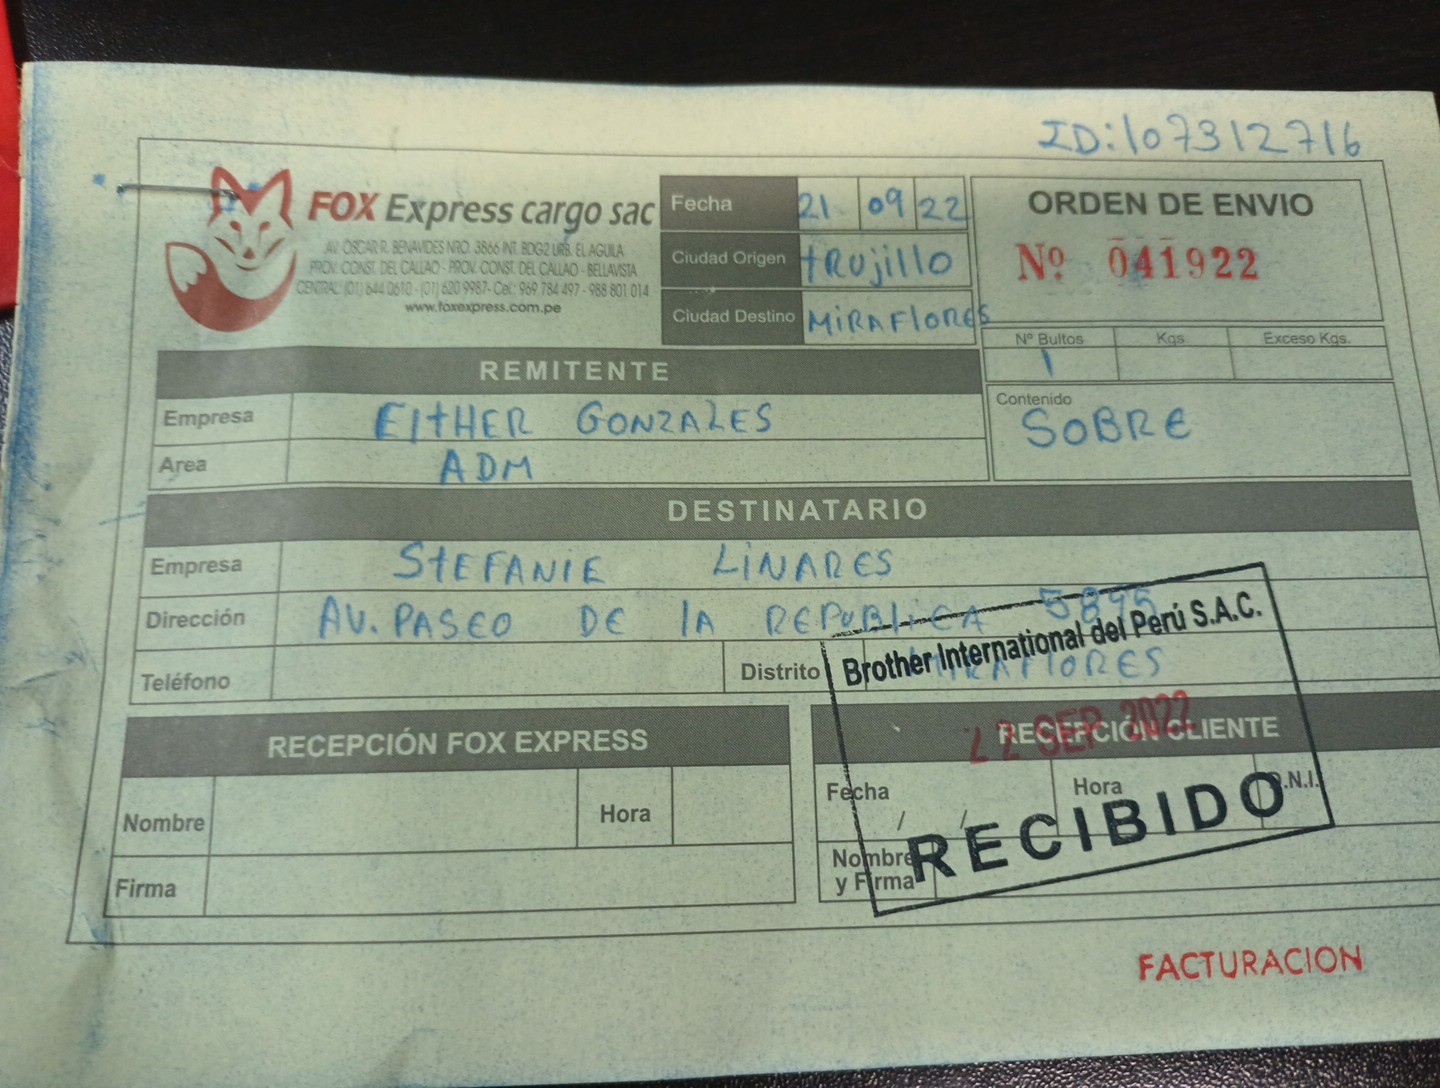 ID: 107312716
FOX Express cargo sac
AV. OSCAR R. BENAVIDES NRO. 3866 INT. BDG2 URB. EL AGUILA
PROV. CONST. DEL CALLAO - PROV. CONST. DEL CALLAO - BELLAVISTA
CENTRAL: (01) 644 0610 - (01) 620 9987- Cel.: 969 784 497 - 988 801 014
www.foxexpress.com.pe
Fecha 21 09 22
Ciudad Origen trujillo
Ciudad Destino MIRAFLORES
ORDEN DE ENVIO
Nº 041922
Nº Bultos Kgs. Exceso Kgs.
1
Contenido
SOBRE
REMITENTE
Empresa EITHER GONZALES
Area ADM
DESTINATARIO
Empresa STEFANIE LINARES
Dirección AV. PASEO DE LA REPUBLICA 5895
Teléfono Distrito MIRAFLORES
Brother International del Perú S.A.C.
22 SEP 2022
RECIBIDO
RECEPCIÓN FOX EXPRESS
Nombre Hora
Firma
RECEPCIÓN CLIENTE
Fecha / / Hora D.N.I.
Nombre
y Firma
FACTURACION